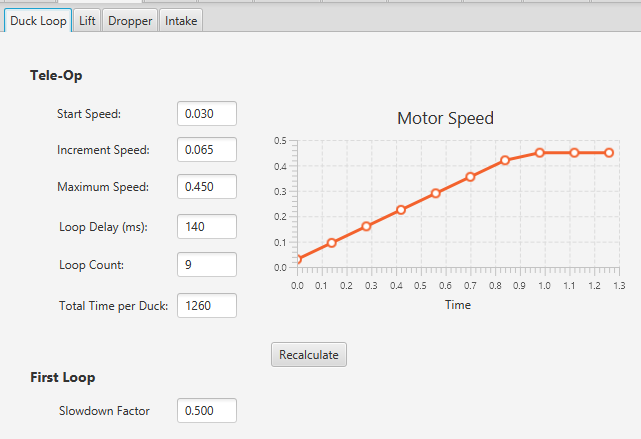 Duck Loop Lift Dropper Intake
Tele-Op
Start Speed: 0.030
Increment Speed: 0.065
Maximum Speed: 0.450
Loop Delay (ms): 140
Loop Count: 9
Total Time per Duck: 1260
Motor Speed
0.5
0.4
0.3
0.2
0.1
0.0
0.0 0.1 0.2 0.3 0.4 0.5 0.6 0.7 0.8 0.9 1.0 1.1 1.2 1.3
Time
Recalculate
First Loop
Slowdown Factor 0.500